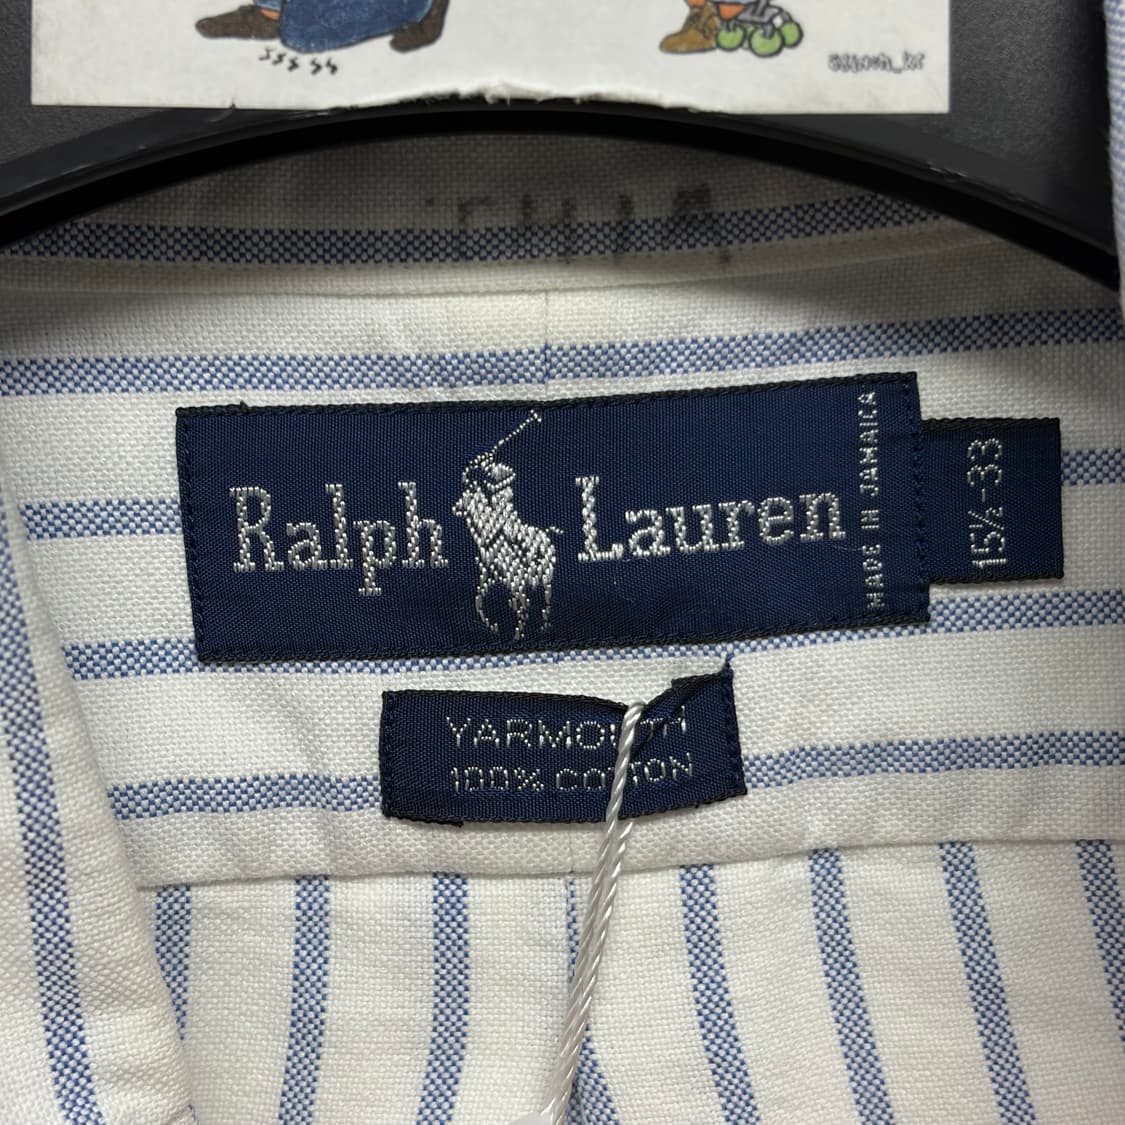 Ralph Lauren
MADE IN JAMAICA
15½-33
YARMOUTH
100% COTTON